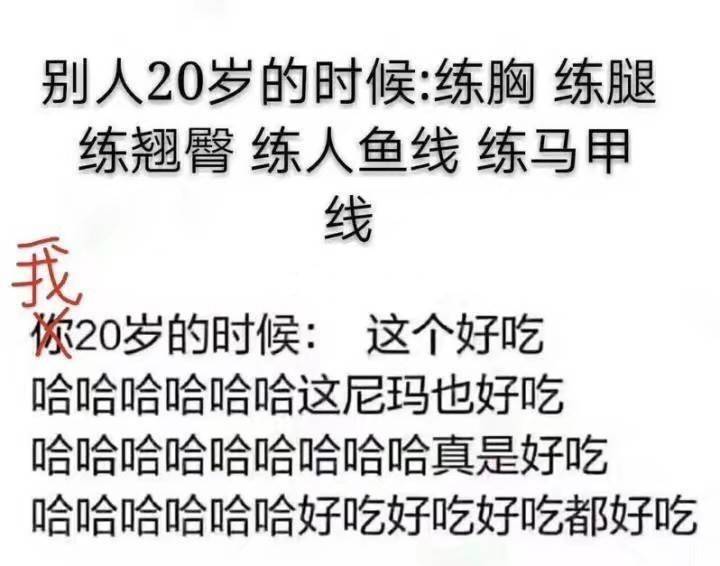 别人20岁的时候:练胸 练腿
练翘臀 练人鱼线 练马甲
线
我
你20岁的时候： 这个好吃
哈哈哈哈哈哈这尼玛也好吃
哈哈哈哈哈哈哈哈哈真是好吃
哈哈哈哈哈哈好吃好吃好吃都好吃